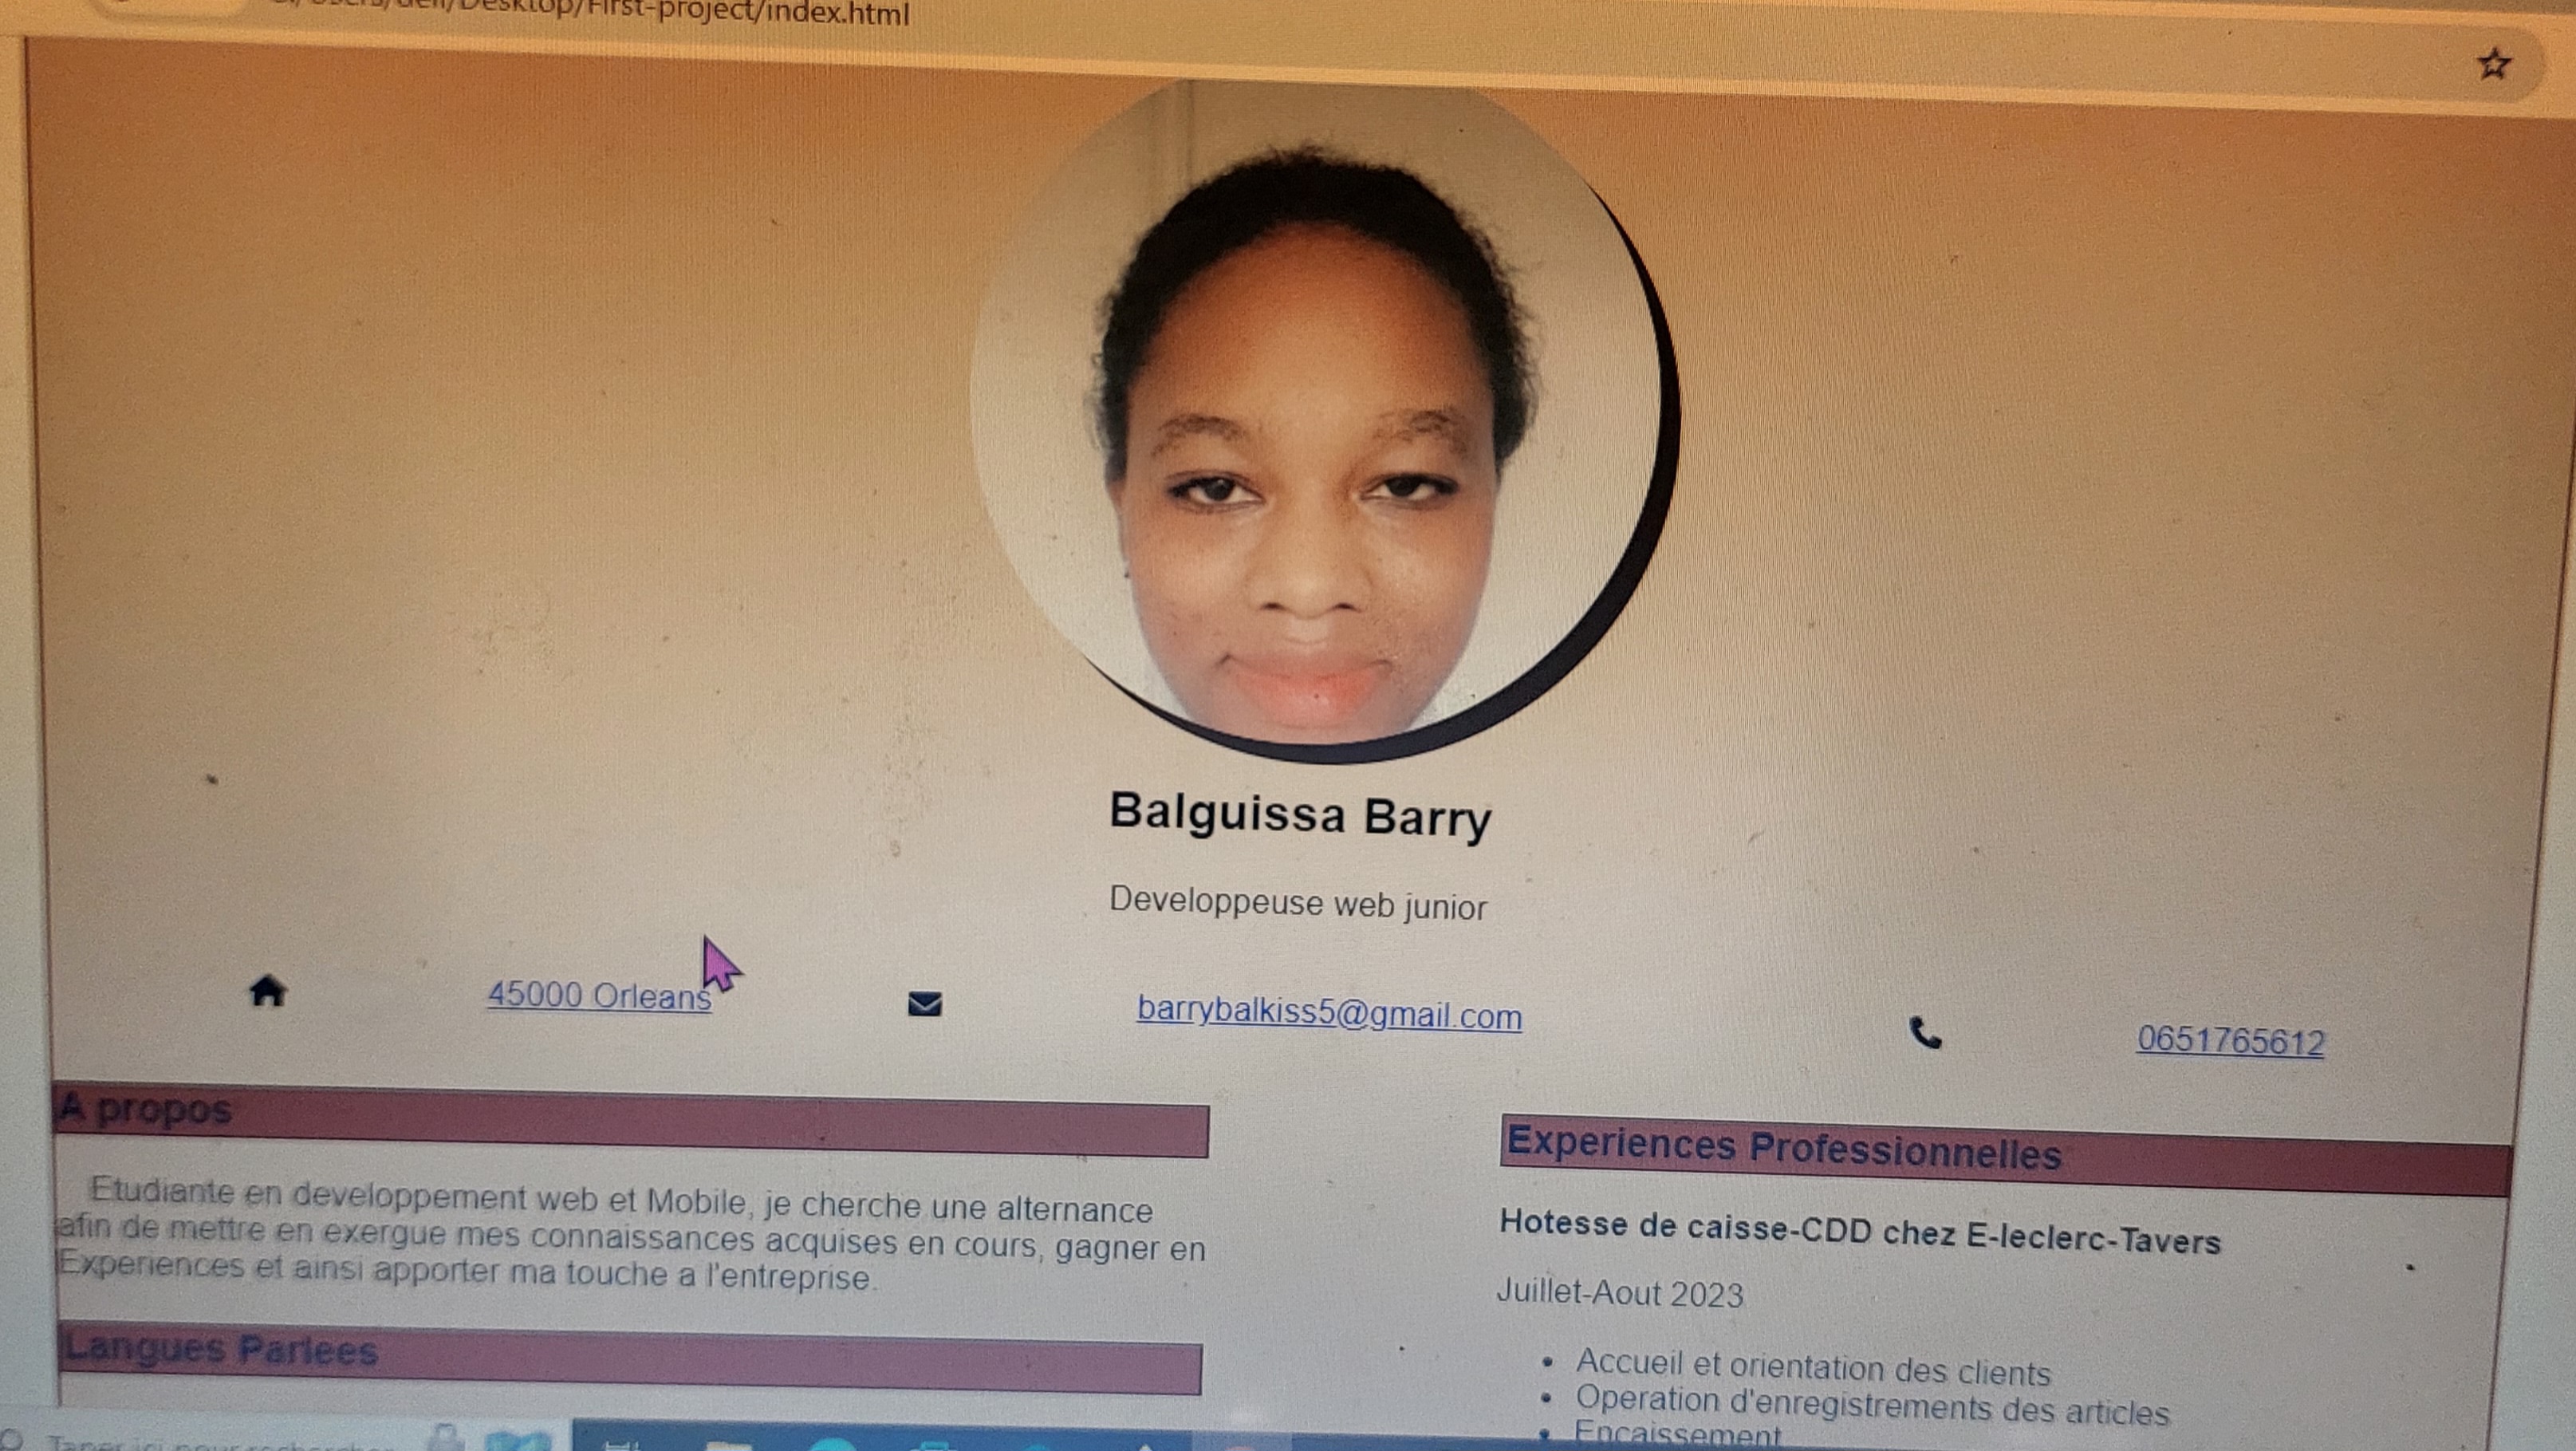 /Users/dell/Desktop/First-project/index.html
Balguissa Barry
Developpeuse web junior
45000 Orleans
barrybalkiss5@gmail.com
0651765612
A propos
Etudiante en developpement web et Mobile, je cherche une alternance
afin de mettre en exergue mes connaissances acquises en cours, gagner en
Experiences et ainsi apporter ma touche a l'entreprise.
Langues Parlees
Experiences Professionnelles
Hotesse de caisse-CDD chez E-leclerc-Tavers
Juillet-Aout 2023
• Accueil et orientation des clients
• Operation d'enregistrements des articles
• Encaissement
Taper ici pour rechercher